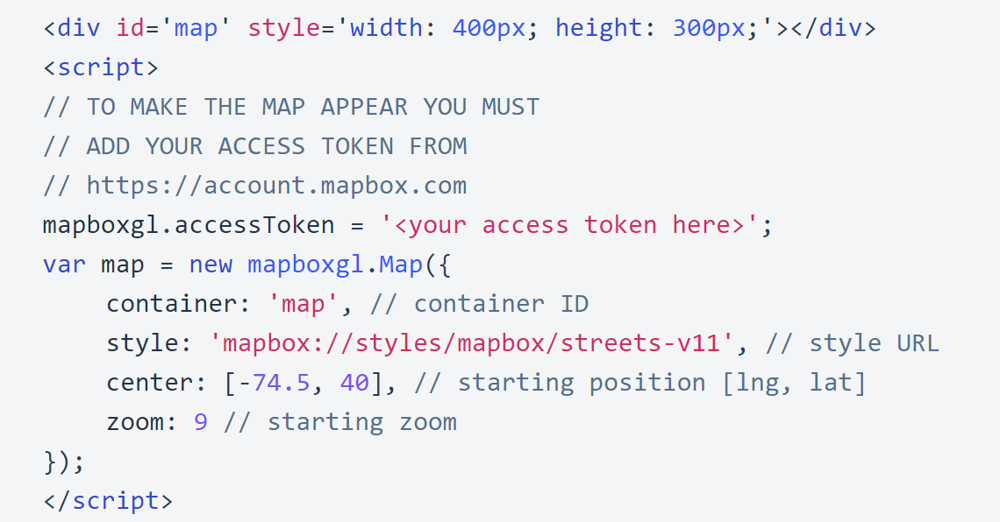 <div id='map' style='width: 400px; height: 300px;'></div>
<script>
// TO MAKE THE MAP APPEAR YOU MUST
// ADD YOUR ACCESS TOKEN FROM
// https://account.mapbox.com
mapboxgl.accessToken = '<your access token here>';
var map = new mapboxgl.Map({
    container: 'map', // container ID
    style: 'mapbox://styles/mapbox/streets-v11', // style URL
    center: [-74.5, 40], // starting position [lng, lat]
    zoom: 9 // starting zoom
});
</script>